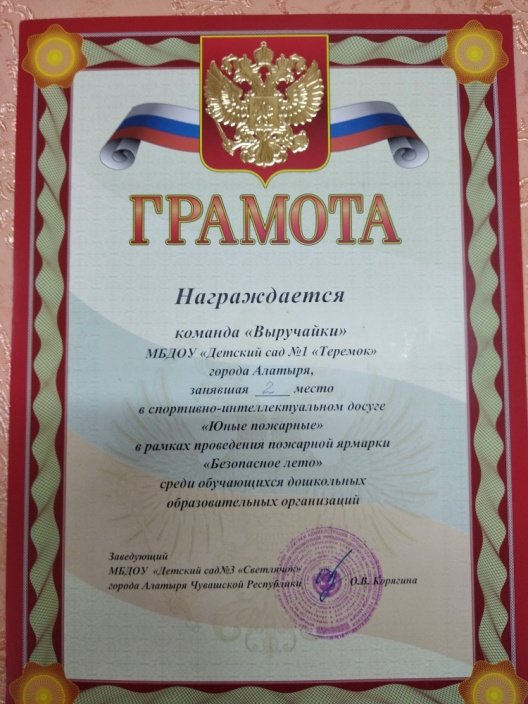 ГРАМОТА
Награждается
команда «Выручайки»
МБДОУ «Детский сад №1 «Теремок»
города Алатыря,
занявшая 2 место
в спортивно-интеллектуальном досуге
«Юные пожарные»
в рамках проведения пожарной ярмарки
«Безопасное лето»
среди обучающихся дошкольных
образовательных организаций
Заведующий
МБДОУ «Детский сад№3 «Светлячок»
города Алатыря Чувашской Республики О.В. Корягина